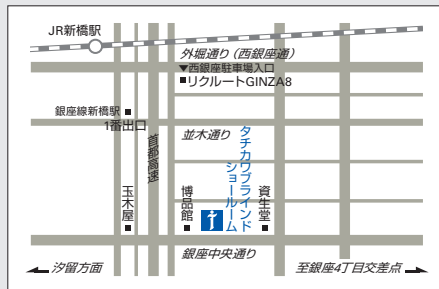 JR新橋駅
外堀通り(西銀座通)
▼西銀座駐車場入口
■リクルートGINZA8
銀座線新橋駅■
1番出口
首都高速
並木通り
タチカワブラインド
ショールーム
玉木屋
博品館
資生堂
銀座中央通り
汐留方面
至銀座4丁目交差点